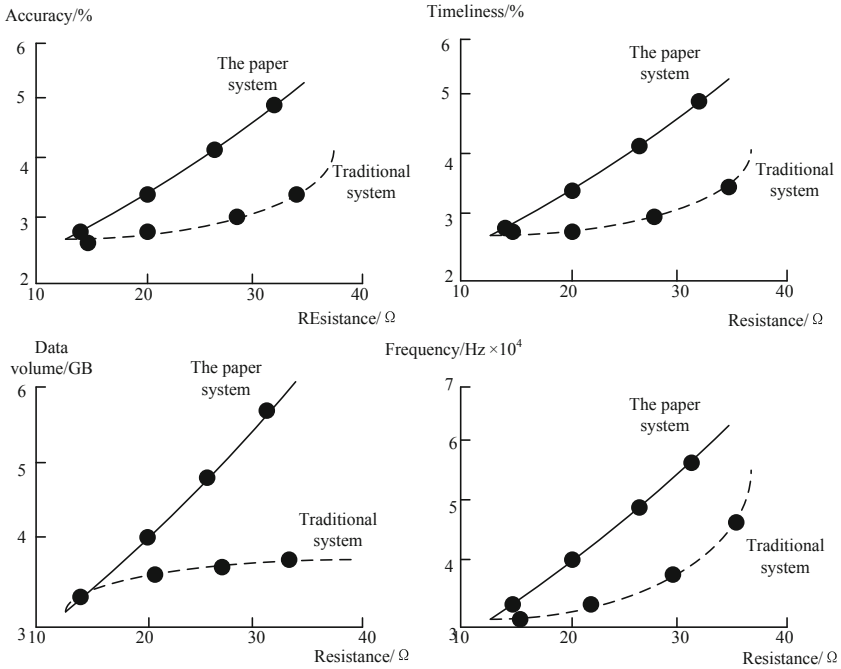 Accuracy/%
6
5
4
3
2
10
20
30
40
REsistance/ Ω
The paper
system
Traditional
system
Timeliness/%
6
5
4
3
2
10
20
30
40
Resistance/ Ω
The paper
system
Traditional
system
Data
volume/GB
6
5
4
3
10
20
30
40
Resistance/ Ω
The paper
system
Traditional
system
Frequency/Hz ×10⁴
7
6
5
4
3
10
20
30
40
Resistance/ Ω
The paper
system
Traditional
system